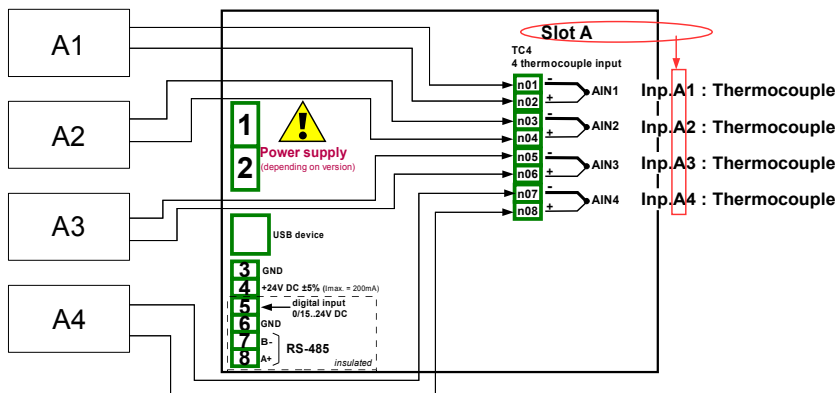 A1
A2
A3
A4
Slot A
TC4
4 thermocouple input
n01 - AIN1
n02 +
n03 - AIN2
n04 +
n05 - AIN3
n06 +
n07 - AIN4
n08 +
Inp.A1 : Thermocouple
Inp.A2 : Thermocouple
Inp.A3 : Thermocouple
Inp.A4 : Thermocouple
1
2
!
Power supply
(depending on version)
USB device
3 GND
4 +24V DC ±5% (Imax. = 200mA)
5 digital input
0/15..24V DC
6 GND
7 B-
8 A+
RS-485
insulated